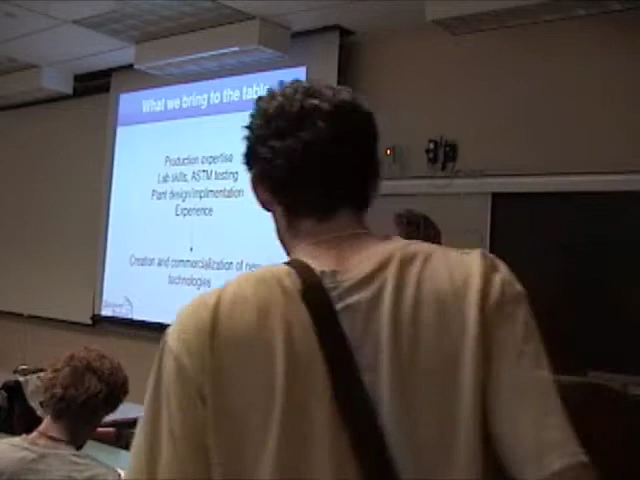 What we bring to the table
Production expertise
Lab skills, ASTM testing
Plant design/implimentation
Experience
Creation and commercialization of new
technologies